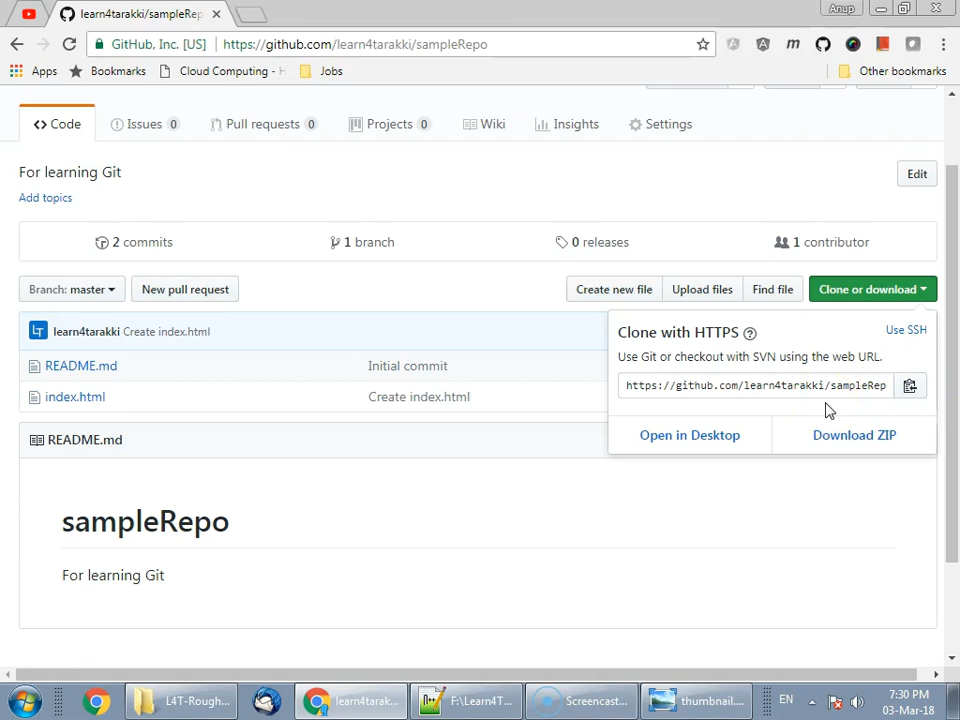 learn4tarakki/sampleRep
Anup
GitHub, Inc. [US]
https://github.com/learn4tarakki/sampleRepo
Apps
Bookmarks
Cloud Computing - H
Jobs
Other bookmarks
Code
Issues 0
Pull requests 0
Projects 0
Wiki
Insights
Settings
For learning Git
Edit
Add topics
2 commits
1 branch
0 releases
1 contributor
Branch: master
New pull request
Create new file
Upload files
Find file
Clone or download
LT
learn4tarakki Create index.html
README.md
Initial commit
index.html
Create index.html
Clone with HTTPS
Use SSH
Use Git or checkout with SVN using the web URL.
https://github.com/learn4tarakki/sampleRep
Open in Desktop
Download ZIP
README.md
sampleRepo
For learning Git
L4T-Rough...
learn4tarak...
F:\Learn4T...
Screencast...
thumbnail...
EN
7:30 PM
03-Mar-18